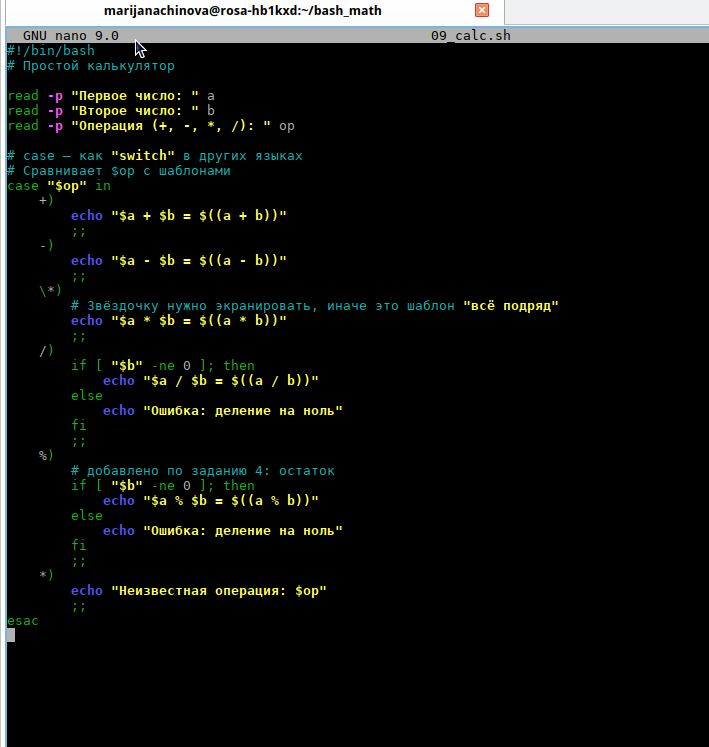 marijanachinova@rosa-hb1kxd:~/bash_math
GNU nano 9.0 09_calc.sh
#!/bin/bash
# Простой калькулятор
read -p "Первое число: " a
read -p "Второе число: " b
read -p "Операция (+, -, *, /): " op
# case — как "switch" в других языках
# Сравнивает $op с шаблонами
case "$op" in
    +)
        echo "$a + $b = $((a + b))"
        ;;
    -)
        echo "$a - $b = $((a - b))"
        ;;
    \*)
        # Звёздочку нужно экранировать, иначе это шаблон "всё подряд"
        echo "$a * $b = $((a * b))"
        ;;
    /)
        if [ "$b" -ne 0 ]; then
            echo "$a / $b = $((a / b))"
        else
            echo "Ошибка: деление на ноль"
        fi
        ;;
    %)
        # добавлено по заданию 4: остаток
        if [ "$b" -ne 0 ]; then
            echo "$a % $b = $((a % b))"
        else
            echo "Ошибка: деление на ноль"
        fi
        ;;
    *)
        echo "Неизвестная операция: $op"
        ;;
esac